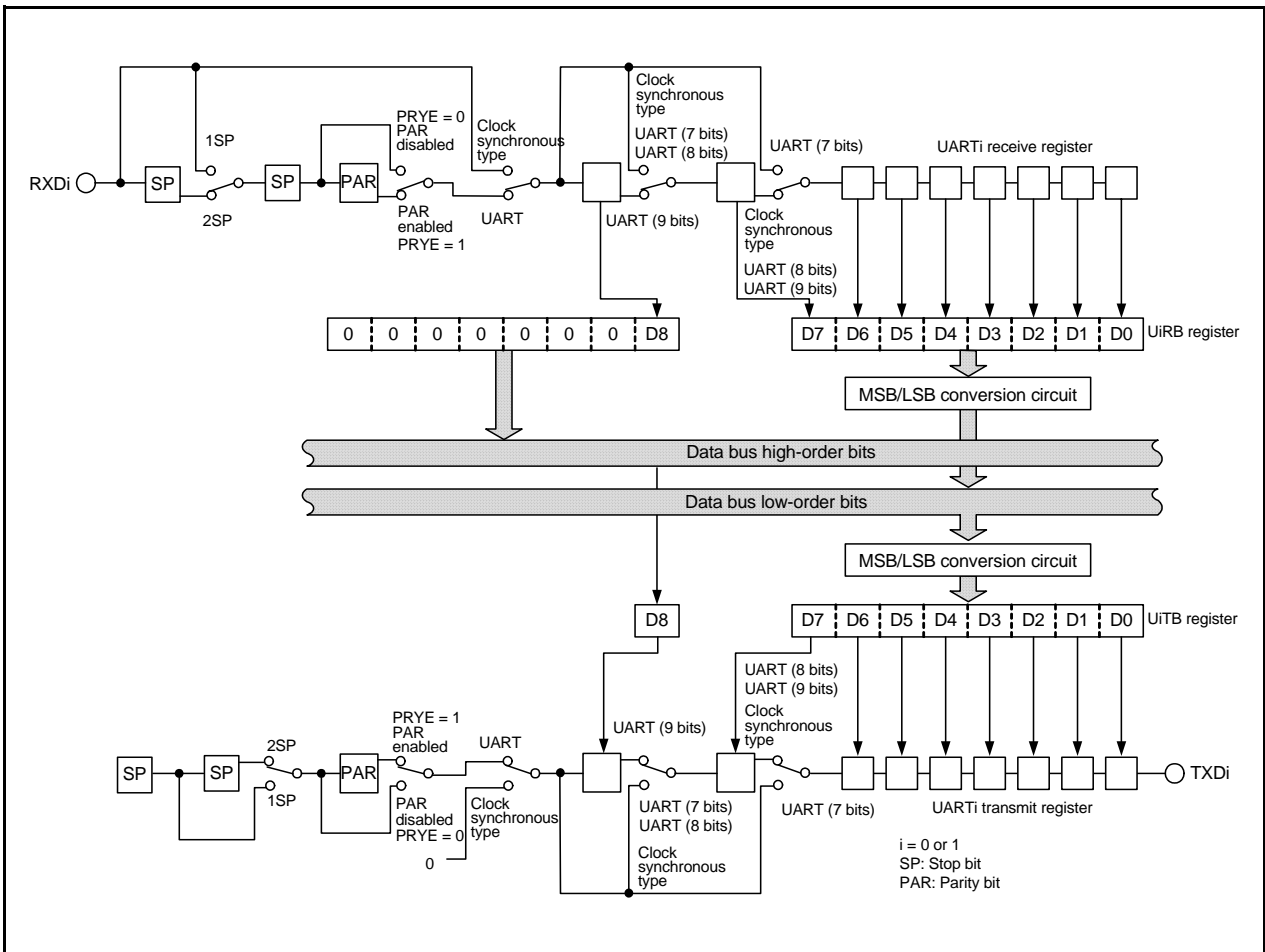 PRYE = 0
PAR
disabled
Clock
synchronous
type
Clock
synchronous
type
UART (7 bits)
UART (8 bits)
UART (7 bits)
UARTi receive register
1SP
RXDi
SP
SP
PAR
2SP
PAR
enabled
PRYE = 1
UART
UART (9 bits)
Clock
synchronous
type
UART (8 bits)
UART (9 bits)
0 0 0 0 0 0 0 D8
D7 D6 D5 D4 D3 D2 D1 D0
UiRB register
MSB/LSB conversion circuit
Data bus high-order bits
Data bus low-order bits
MSB/LSB conversion circuit
D8
D7 D6 D5 D4 D3 D2 D1 D0
UiTB register
UART (8 bits)
UART (9 bits)
Clock
synchronous
type
UART (9 bits)
PRYE = 1
PAR
enabled
UART
2SP
SP
SP
PAR
TXDi
1SP
PAR
disabled
PRYE = 0
0
Clock
synchronous
type
UART (7 bits)
UART (8 bits)
Clock
synchronous
type
UART (7 bits)
UARTi transmit register
i = 0 or 1
SP: Stop bit
PAR: Parity bit